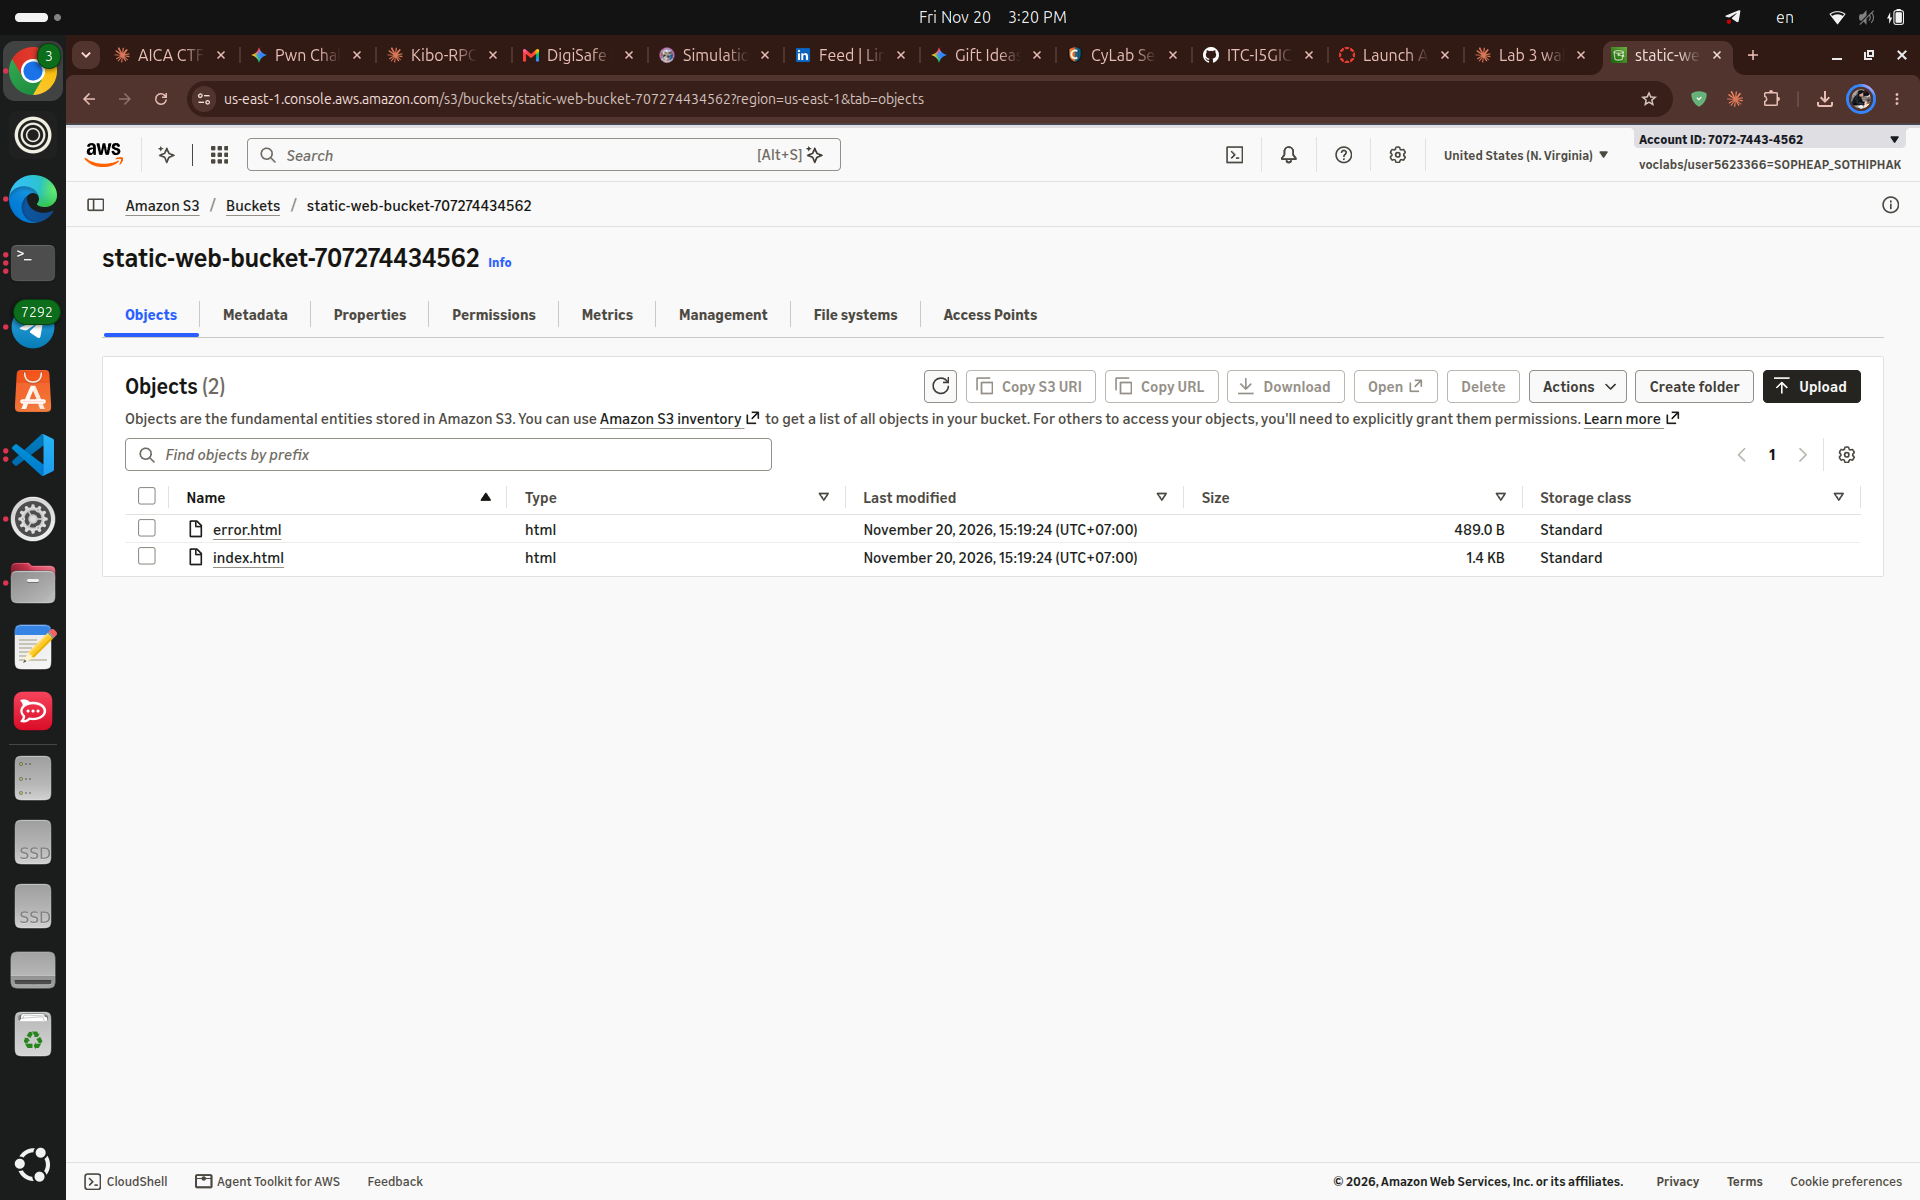 Fri Nov 20 3:20 PM
en
3
AICA CTF
Pwn Cha
Kibo-RPC
DigiSafe
Simulatic
Feed | Lin
Gift Idea
CyLab Se
ITC-I5GIC
Launch A
Lab 3 wa
static-we
us-east-1.console.aws.amazon.com/s3/buckets/static-web-bucket-707274434562?region=us-east-1&tab=objects
aws
Search
[Alt+S]
United States (N. Virginia)
Account ID: 7072-7443-4562
voclabs/user5623366=SOPHEAP_SOTHIPHAK
Amazon S3 / Buckets / static-web-bucket-707274434562
static-web-bucket-707274434562 Info
7292
Objects
Metadata
Properties
Permissions
Metrics
Management
File systems
Access Points
Objects (2)
Copy S3 URI
Copy URL
Download
Open
Delete
Actions
Create folder
Upload
Objects are the fundamental entities stored in Amazon S3. You can use Amazon S3 inventory to get a list of all objects in your bucket. For others to access your objects, you'll need to explicitly grant them permissions. Learn more
Find objects by prefix
1
Name Type Last modified Size Storage class
error.html html November 20, 2026, 15:19:24 (UTC+07:00) 489.0 B Standard
index.html html November 20, 2026, 15:19:24 (UTC+07:00) 1.4 KB Standard
SSD
SSD
CloudShell
Agent Toolkit for AWS
Feedback
© 2026, Amazon Web Services, Inc. or its affiliates.
Privacy
Terms
Cookie preferences